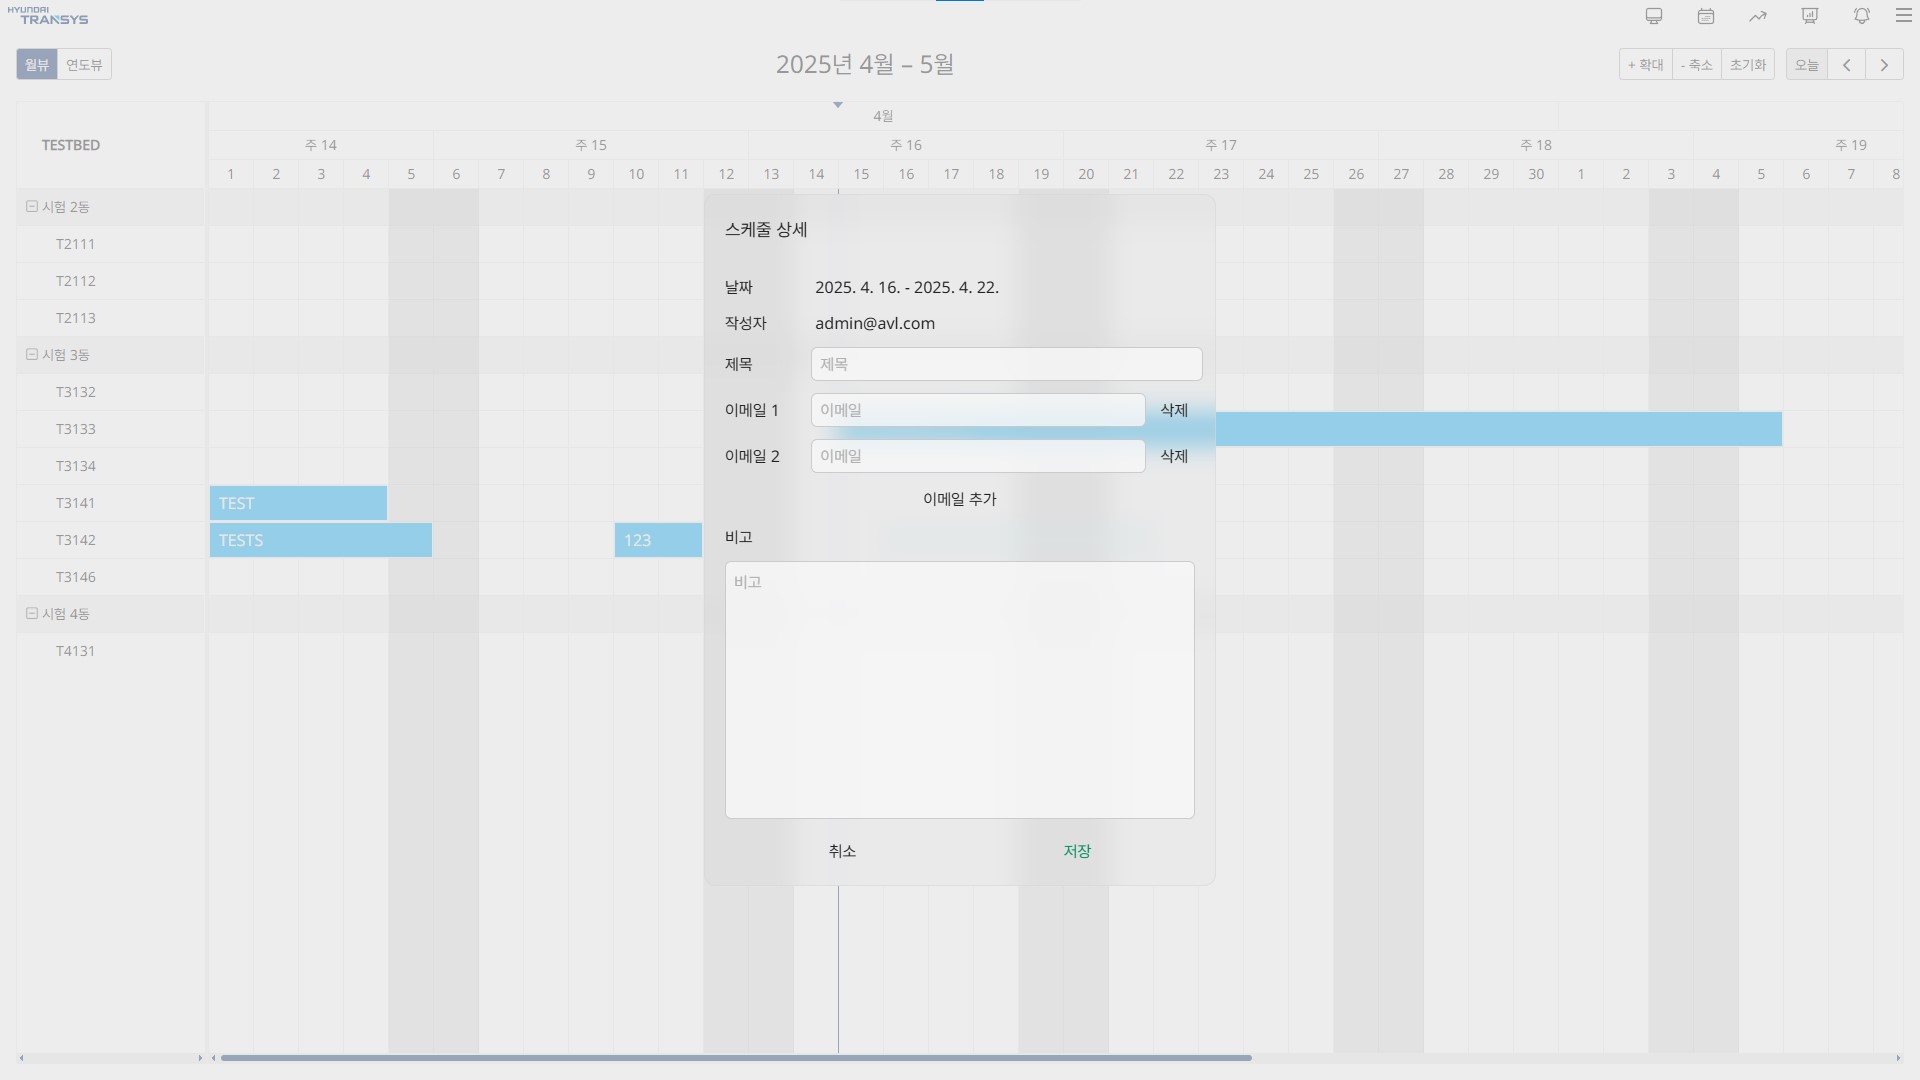 HYUNDAI
TRANSYS
월뷰 연도뷰
2025년 4월 – 5월
+ 확대 - 축소 초기화 오늘
TESTBED
4월
주 14 주 15 주 16 주 17 주 18 주 19
1 2 3 4 5 6 7 8 9 10 11 12 13 14 15 16 17 18 19 20 21 22 23 24 25 26 27 28 29 30 1 2 3 4 5 6 7 8
시험 2동
T2111
T2112
T2113
시험 3동
T3132
T3133
T3134
T3141
TEST
T3142
TESTS
123
T3146
시험 4동
T4131
스케줄 상세
날짜 2025. 4. 16. - 2025. 4. 22.
작성자 admin@avl.com
제목 제목
이메일 1 이메일 삭제
이메일 2 이메일 삭제
이메일 추가
비고
비고
취소 저장